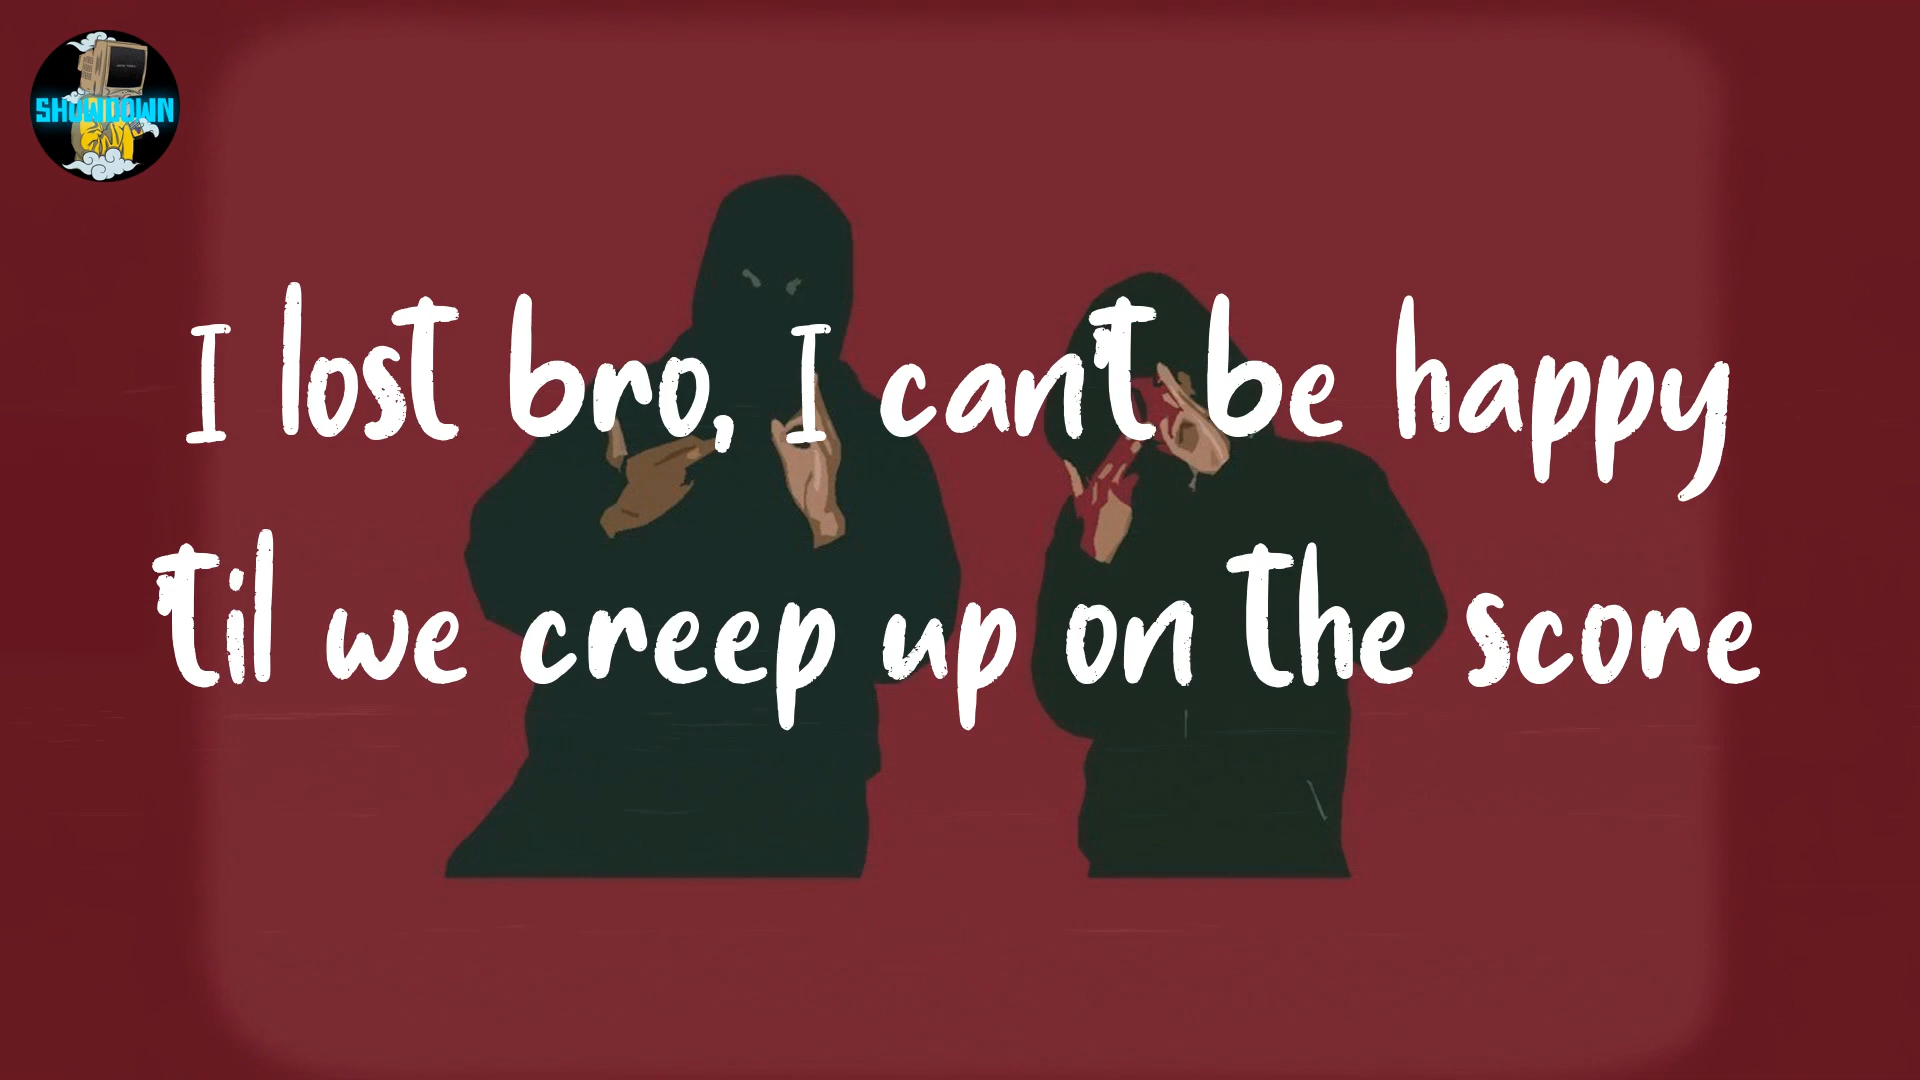 SHOWDOWN
I lost bro, I can't be happy
'til we creep up on the score